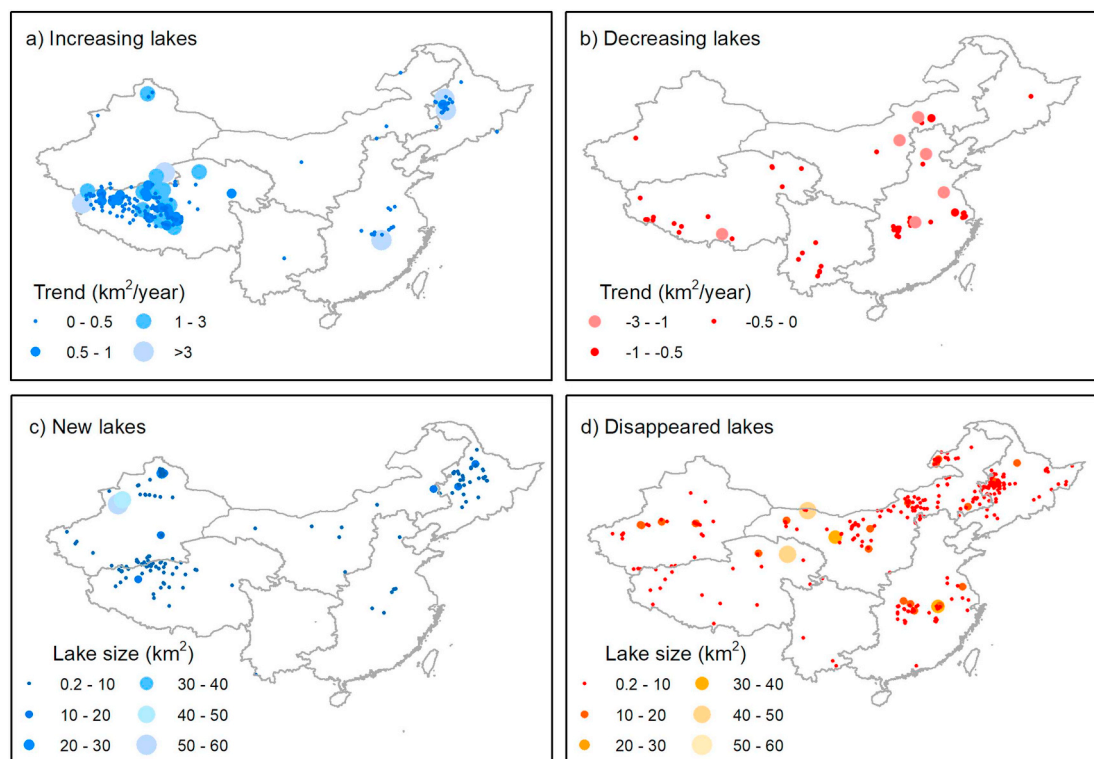 a) Increasing lakes
Trend (km²/year)
0 - 0.5
1 - 3
0.5 - 1
>3
b) Decreasing lakes
Trend (km²/year)
-3 - -1
-0.5 - 0
-1 - -0.5
c) New lakes
Lake size (km²)
0.2 - 10
30 - 40
10 - 20
40 - 50
20 - 30
50 - 60
d) Disappeared lakes
Lake size (km²)
0.2 - 10
30 - 40
10 - 20
40 - 50
20 - 30
50 - 60